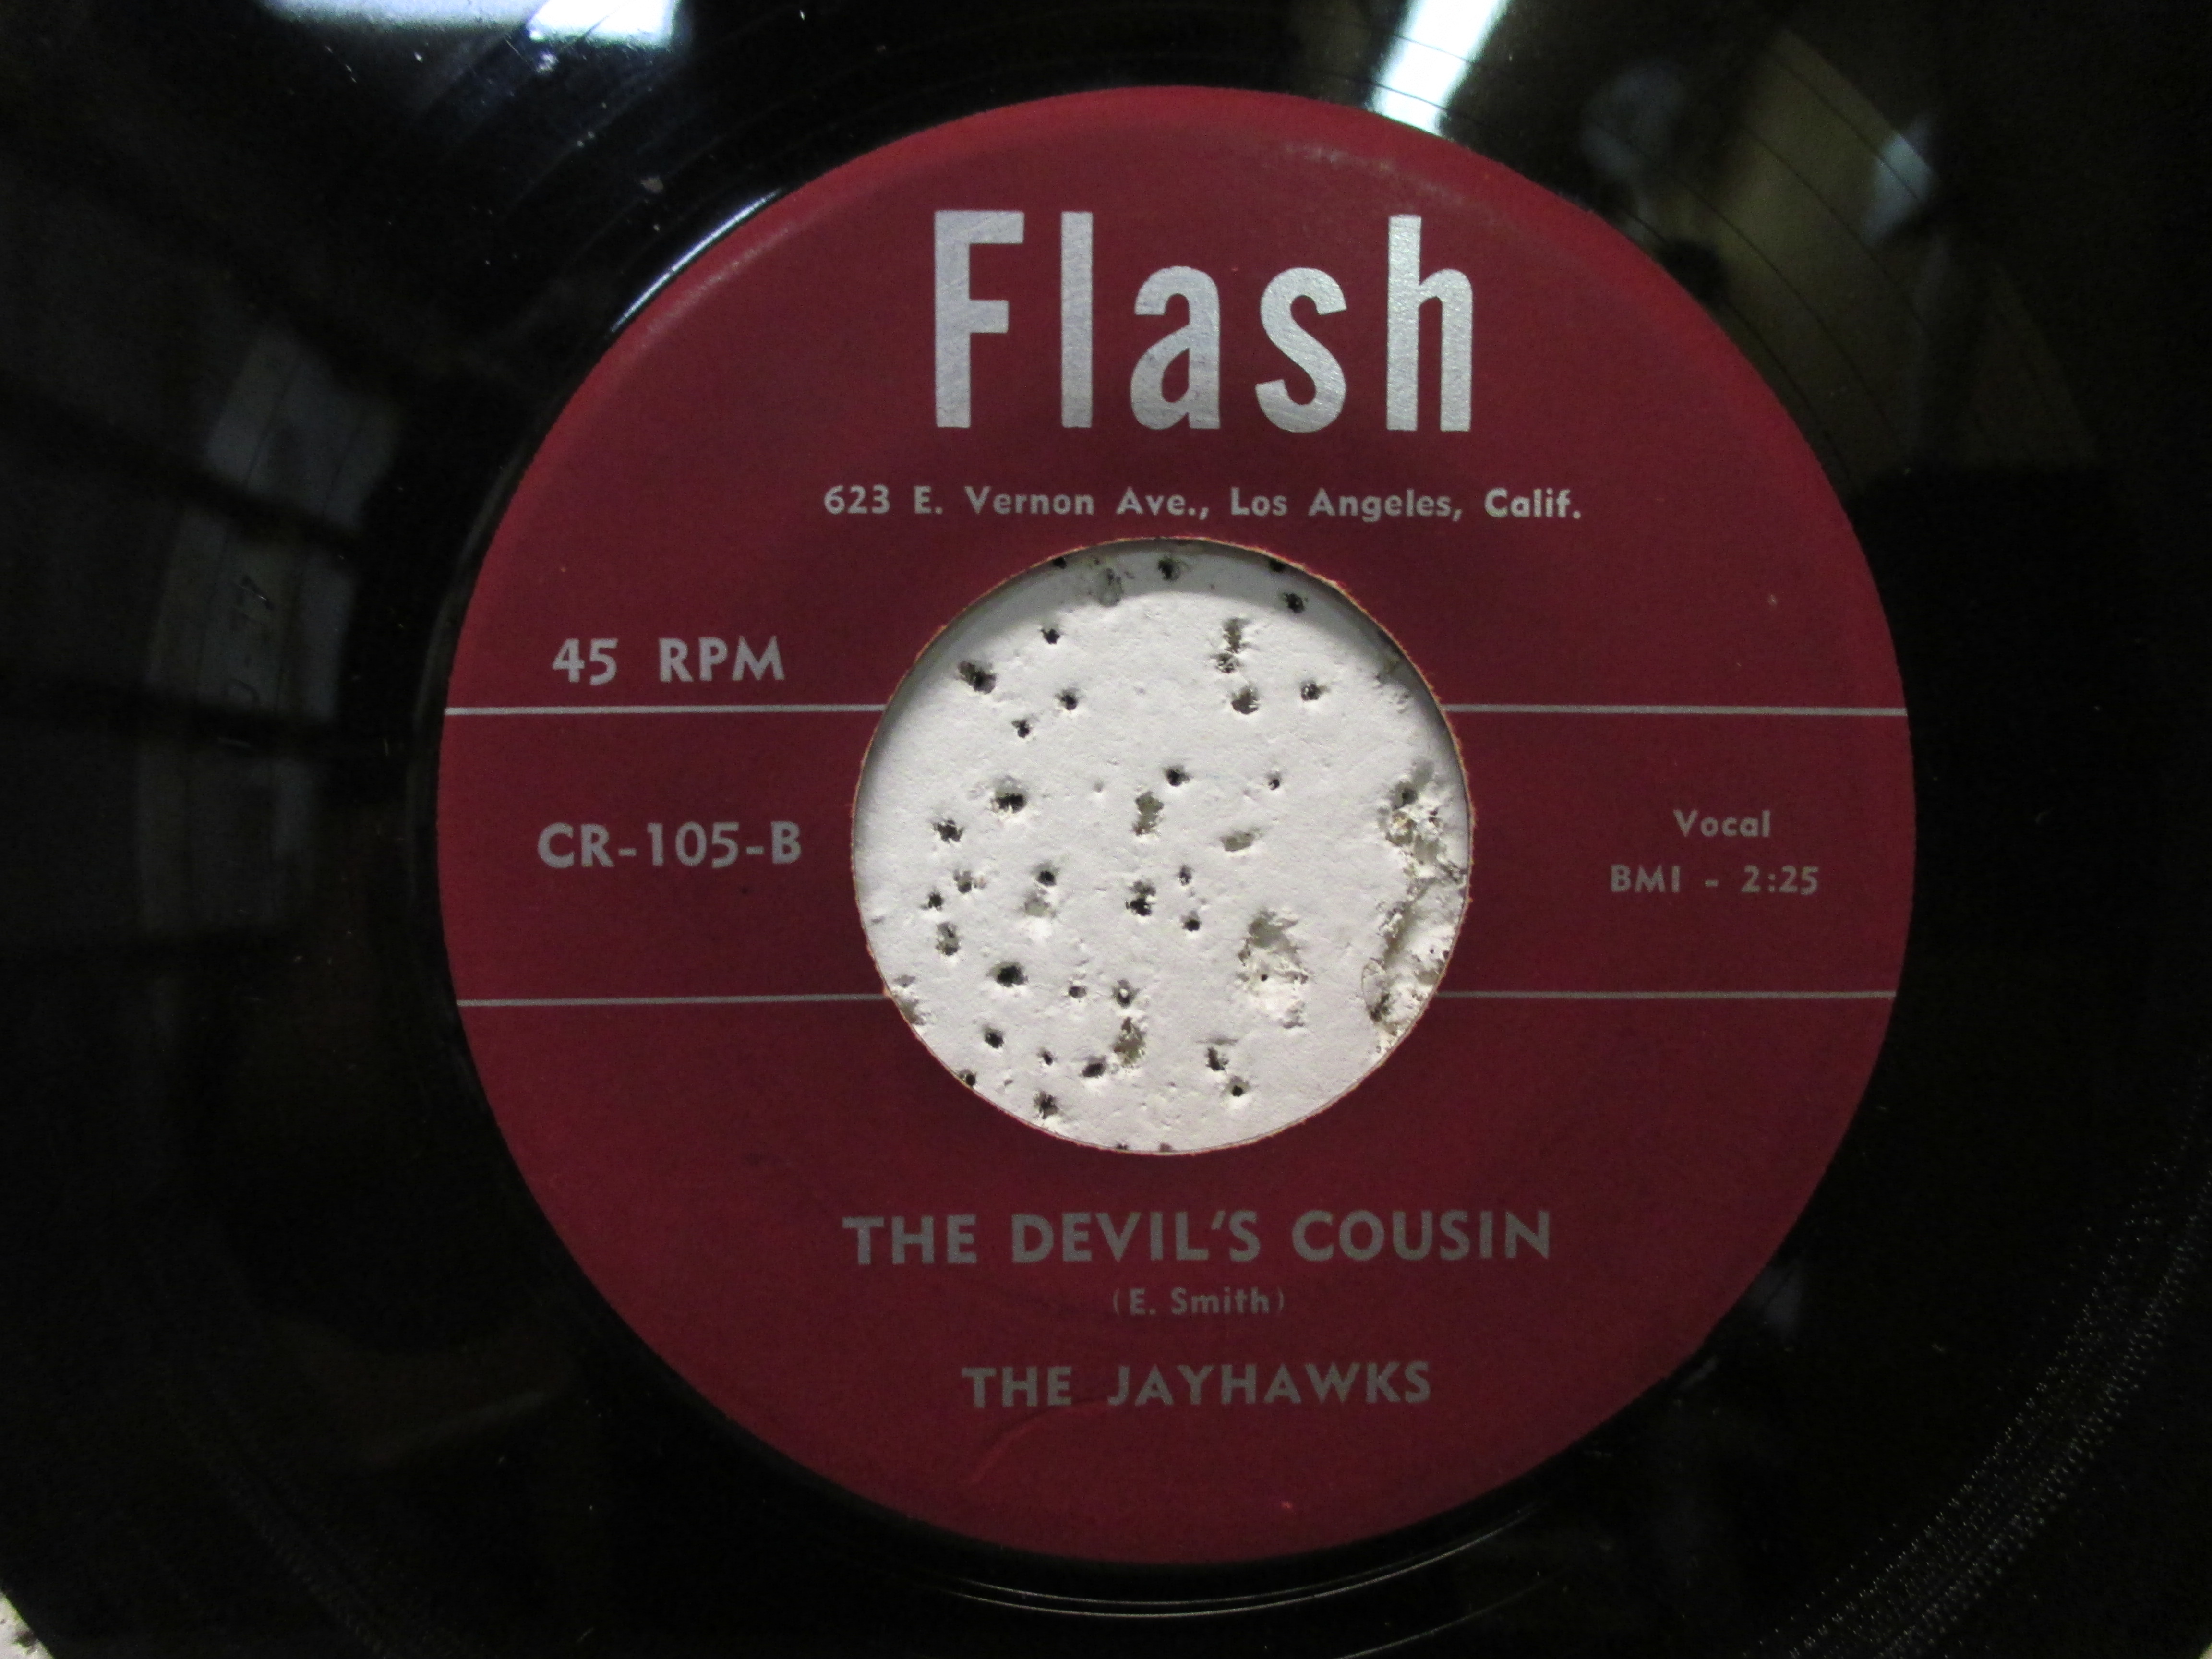 Flash
623 E. Vernon Ave., Los Angeles, Calif.
45 RPM
CR-105-B
Vocal
BMI - 2:25
THE DEVIL'S COUSIN
(E. Smith)
THE JAYHAWKS